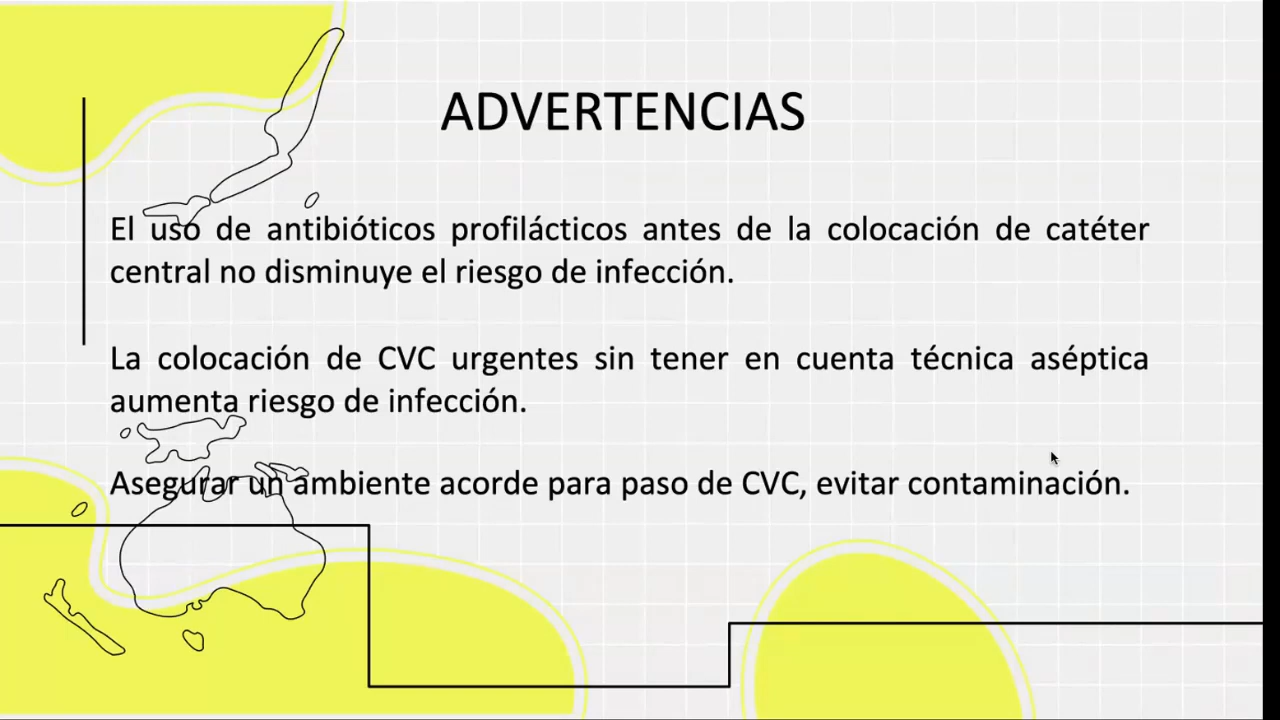 ADVERTENCIAS
El uso de antibióticos profilácticos antes de la colocación de catéter
central no disminuye el riesgo de infección.
La colocación de CVC urgentes sin tener en cuenta técnica aséptica
aumenta riesgo de infección.
Asegurar un ambiente acorde para paso de CVC, evitar contaminación.